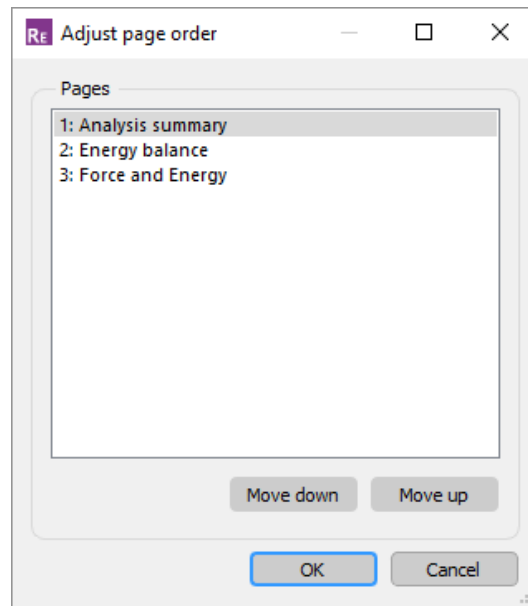 RE Adjust page order
Pages
1: Analysis summary
2: Energy balance
3: Force and Energy
Move down Move up
OK Cancel